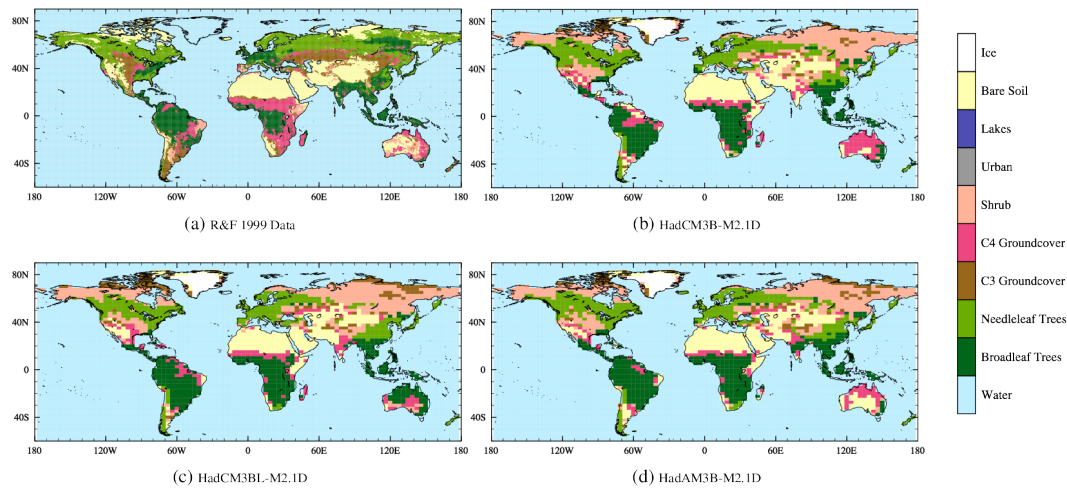 80N
40N
0
40S
180 120W 60W 0 60E 120E 180
(a) R&F 1999 Data
80N
40N
0
40S
180 120W 60W 0 60E 120E 180
(b) HadCM3B-M2.1D
80N
40N
0
40S
180 120W 60W 0 60E 120E 180
(c) HadCM3BL-M2.1D
80N
40N
0
40S
180 120W 60W 0 60E 120E 180
(d) HadAM3B-M2.1D
Ice
Bare Soil
Lakes
Urban
Shrub
C4 Groundcover
C3 Groundcover
Needleleaf Trees
Broadleaf Trees
Water